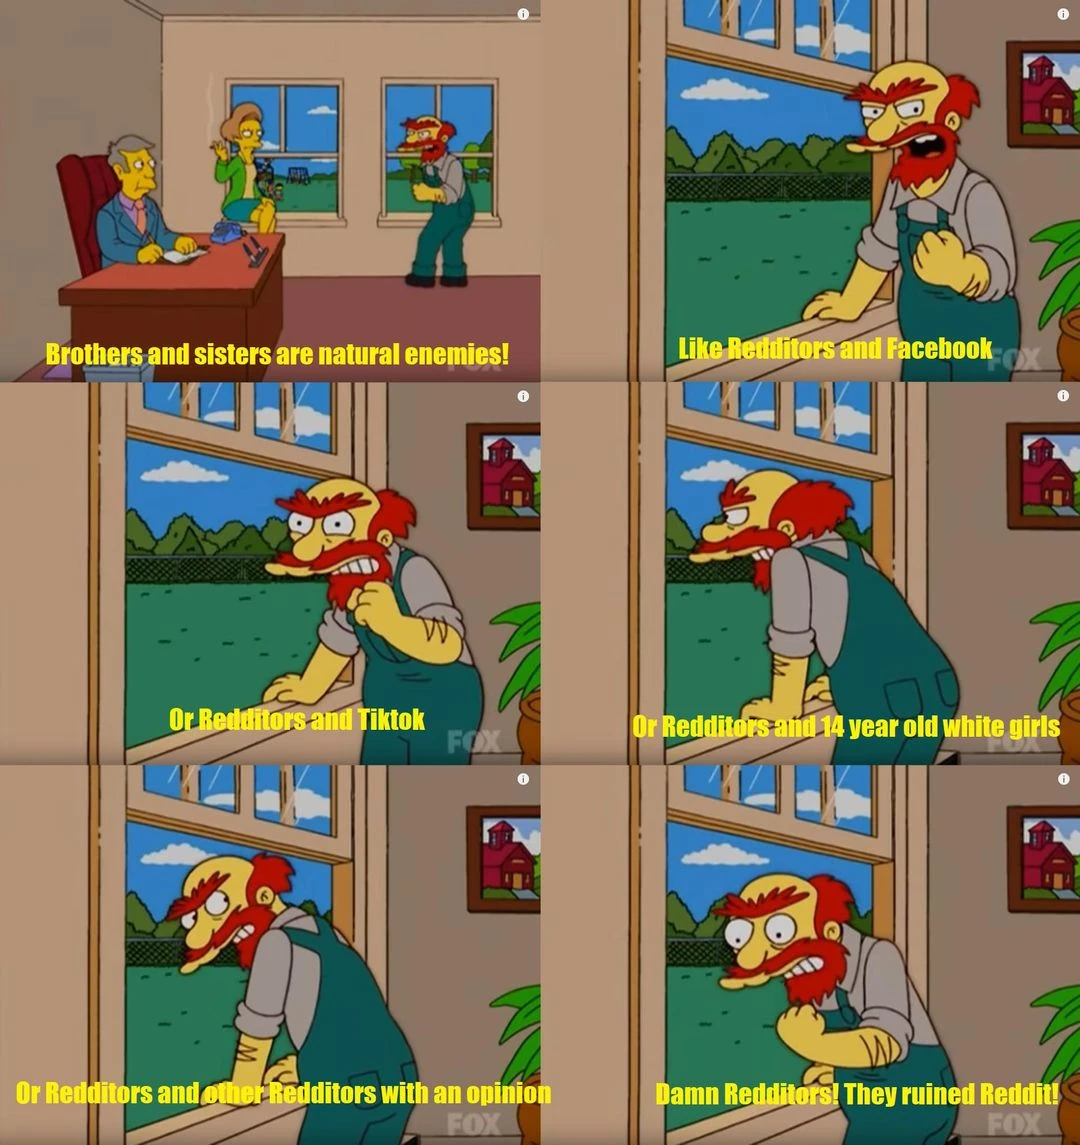 Brothers and sisters are natural enemies!
FOX
Like Redditors and Facebook
FOX
Or Redditors and Tiktok
FOX
Or Redditors and 14 year old white girls
FOX
Or Redditors and other Redditors with an opinion
FOX
Damn Redditors! They ruined Reddit!
FOX